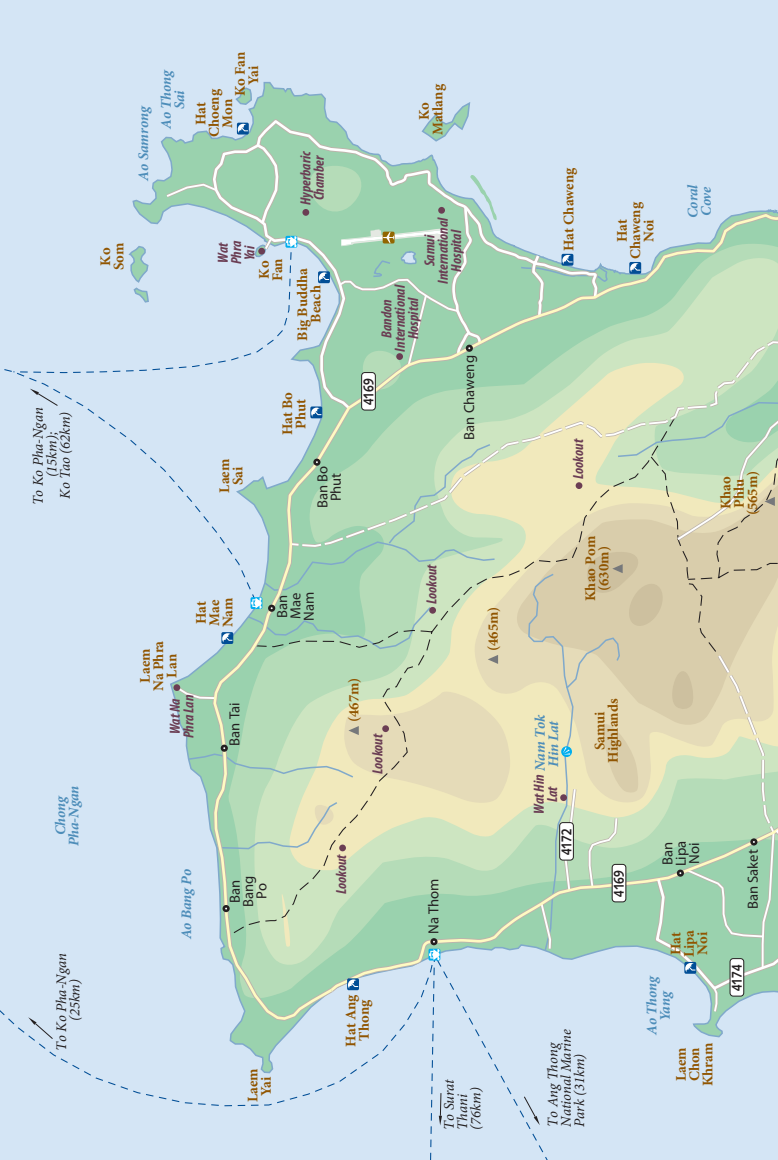 To Ko Pha-Ngan
(25km)
Chong
Pha-Ngan
To Ko Pha-Ngan
(15km);
Ko Tao (62km)
Ko
Som
Ao Samrong
Ao Thong
Sai
Hat
Choeng
Mon
Ko Fan
Yai
Ao Bang Po
Laem
Na Phra
Lan
Wat Na
Phra Lan
Hat
Mae
Nam
Laem
Sai
Wat
Phra
Yai
Ko
Fan
Laem
Yai
Ban
Bang
Po
Ban Tai
Ban
Mae
Nam
Ban Bo
Phut
Hat Bo
Phut
Big Buddha
Beach
Hyperbaric
Chamber
Hat Ang
Thong
Lookout
(467m)
Lookout
4169
Bandon
International
Hospital
Samui
International
Hospital
Ko
Matlang
Na Thom
Lookout
To Surat
Thani
(76km)
(465m)
Ban Chaweng
To Ang Thong
National Marine
Park (31km)
Wat Hin
Lat
Nam Tok
Hin Lat
4172
Lookout
Hat Chaweng
Khao Pom
(630m)
Samui
Highlands
4169
Hat
Chaweng
Noi
Ao Thong
Yang
Hat
Lipa
Noi
Ban
Lipa
Noi
Coral
Cove
Laem
Chon
Khram
4174
Ban Saket
Khao
Phlu
(565m)